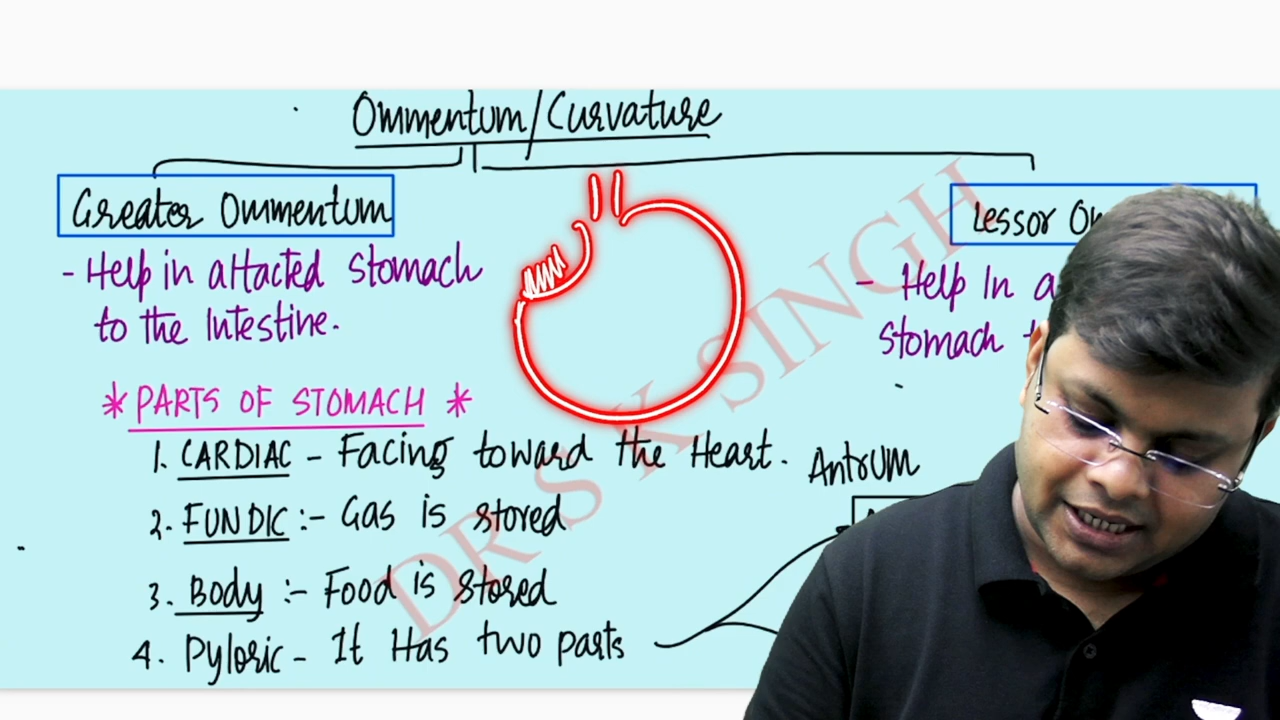 Ommentum/Curvature
Greater Ommentum
Lessor
- Help in attacted Stomach
to the Intestine.
- Help In
Stomach
* PARTS OF STOMACH *
1. CARDIAC - Facing toward the Heart.
Antrum
2. FUNDIC :- Gas is stored
3. Body :- Food is stored
4. Pyloric - It Has two parts
DR S K SINGH